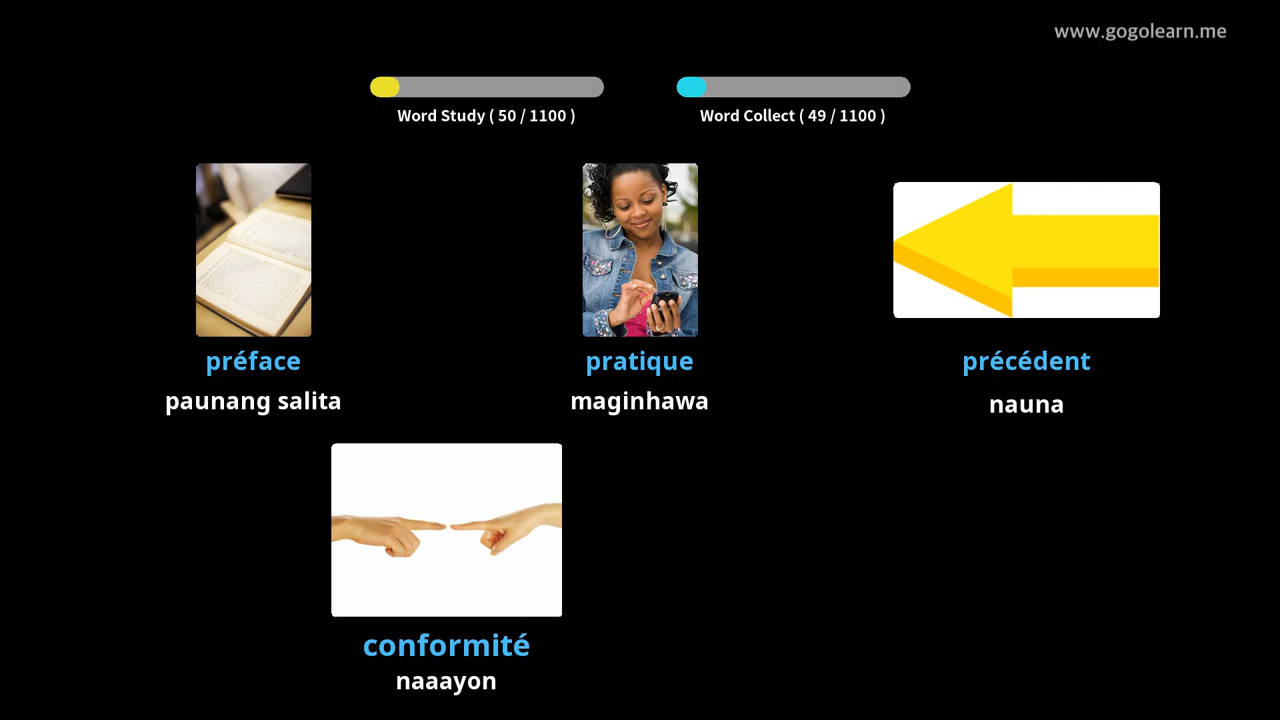 www.gogolearn.me
Word Study ( 50 / 1100 )
Word Collect ( 49 / 1100 )
préface
pratique
précédent
paunang salita
maginhawa
nauna
conformité
naaayon